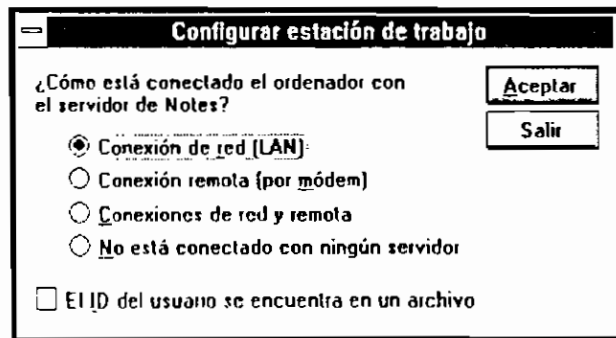 Configurar estación de trabajo
¿Cómo está conectado el ordenador con
el servidor de Notes?
Aceptar
Salir
Conexión de red (LAN)
Conexión remota (por módem)
Conexiones de red y remota
No está conectado con ningún servidor
El ID del usuario se encuentra en un archivo